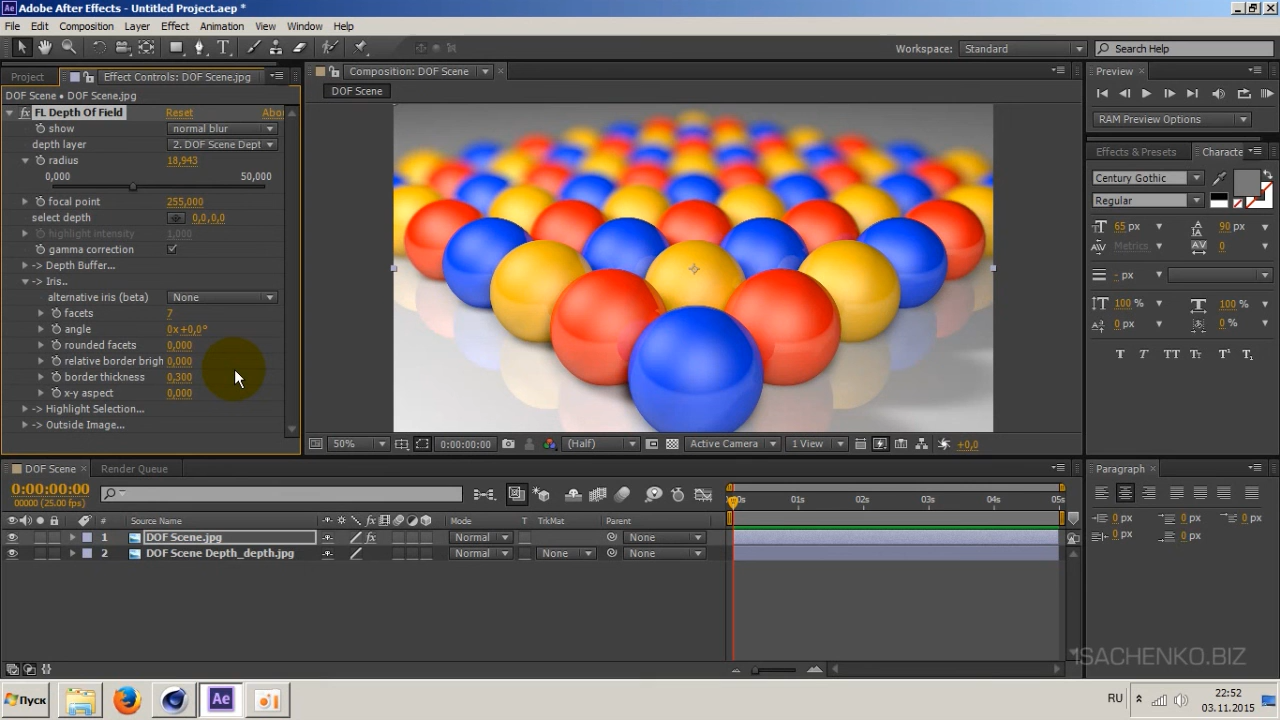 Adobe After Effects - Untitled Project.aep *
File Edit Composition Layer Effect Animation View Window Help
Workspace: Standard Search Help
Project Effect Controls: DOF Scene.jpg
DOF Scene • DOF Scene.jpg
FL Depth Of Field Reset Abo
show normal blur
depth layer 2. DOF Scene Dept
radius 18,943
0,000 50,000
focal point 255,000
select depth 0,0,0,0
highlight intensity 1,000
gamma correction
-> Depth Buffer...
-> Iris..
alternative iris (beta) None
facets 7
angle 0x+0,0°
rounded facets 0,000
relative border brigh 0,000
border thickness 0,300
x-y aspect 0,000
-> Highlight Selection...
-> Outside Image...
Composition: DOF Scene
DOF Scene
50% 0:00:00:00 (Half) Active Camera 1 View +0,0
Preview
RAM Preview Options
Effects & Presets Characte
Century Gothic
Regular
65 px 90 px
Metrics 0
- px
100 % 100 %
0 px 0 %
T T TT Tr T¹ T₁
DOF Scene Render Queue
0:00:00:00
00000 (25.00 fps)
# Source Name Mode T TrkMat Parent
1 DOF Scene.jpg Normal None
2 DOF Scene Depth_depth.jpg Normal None None
00s 01s 02s 03s 04s 05s
Paragraph
0 px 0 px 0 px
0 px 0 px
ISACHENKO.BIZ
Пуск Ae RU 22:52
03.11.2015